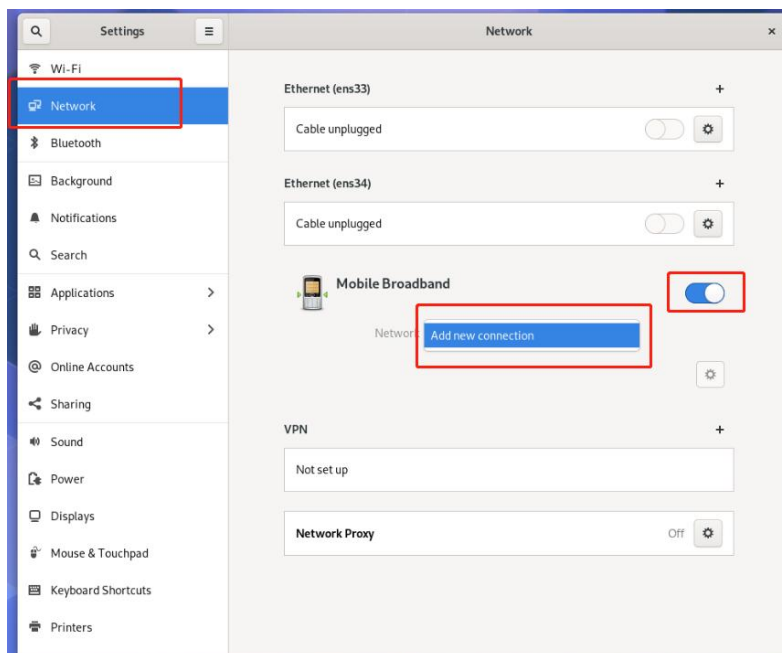 Settings
Network
Wi-Fi
Network
Bluetooth
Background
Notifications
Search
Applications
Privacy
Online Accounts
Sharing
Sound
Power
Displays
Mouse & Touchpad
Keyboard Shortcuts
Printers
Ethernet (ens33)
Cable unplugged
Ethernet (ens34)
Cable unplugged
Mobile Broadband
Network Add new connection
VPN
Not set up
Network Proxy Off